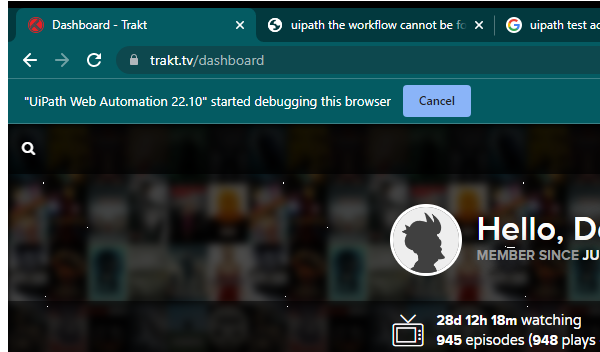 Dashboard - Trakt
uipath the workflow cannot be fo
uipath test ac
trakt.tv/dashboard
"UiPath Web Automation 22.10" started debugging this browser
Cancel
Hello, D
MEMBER SINCE JU
28d 12h 18m watching
945 episodes (948 plays